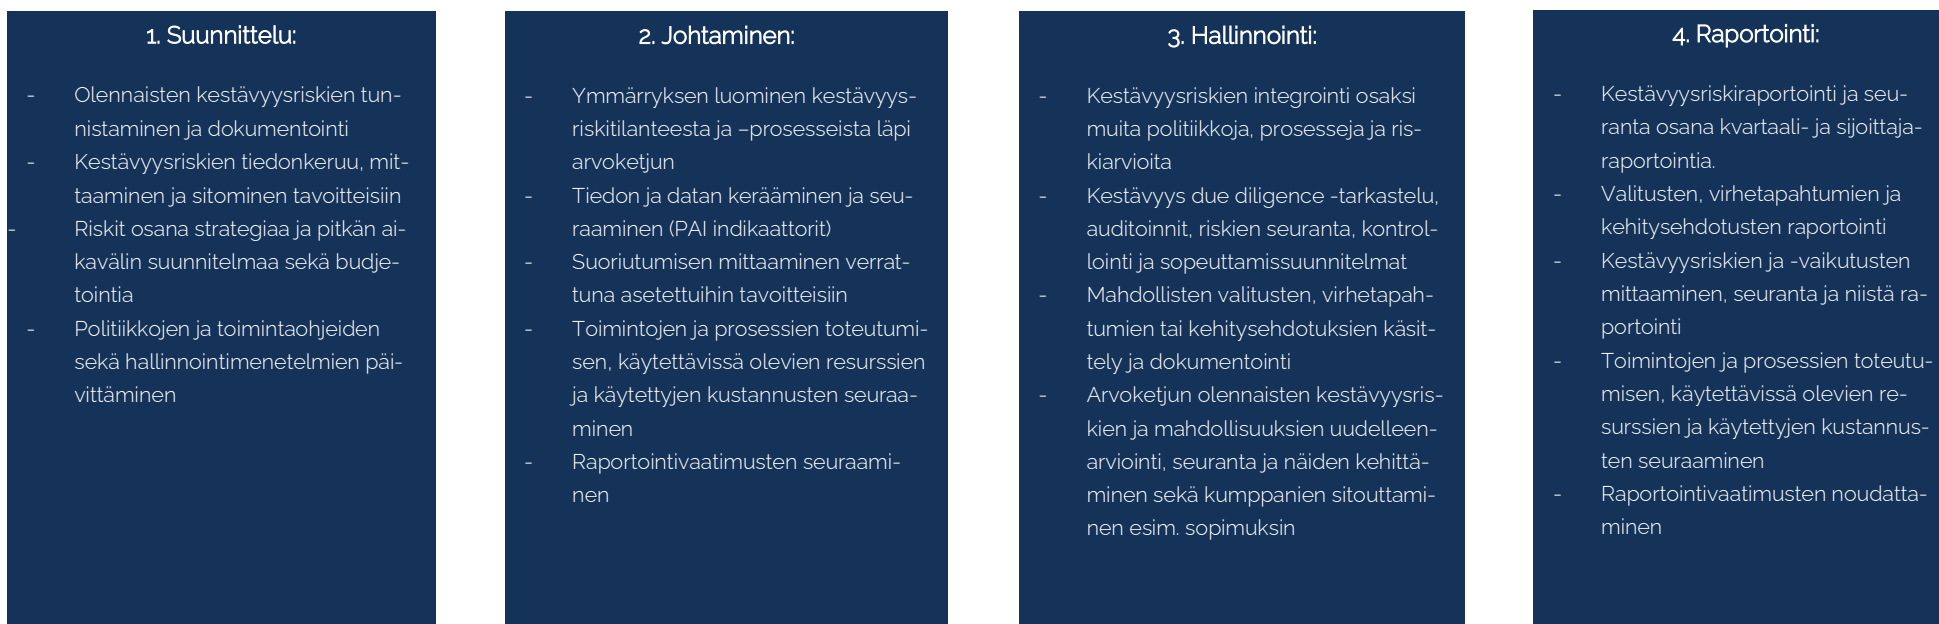 1. Suunnittelu:
- Olennaisten kestävyysriskien tun-
nistaminen ja dokumentointi
- Kestävyysriskien tiedonkeruu, mit-
taaminen ja sitominen tavoitteisiin
- Riskit osana strategiaa ja pitkän ai-
kavälin suunnitelmaa sekä budje-
tointia
- Politiikkojen ja toimintaohjeiden
sekä hallinnointimenetelmien päi-
vittäminen
2. Johtaminen:
- Ymmärryksen luominen kestävyys-
riskitilanteesta ja –prosesseista läpi
arvoketjun
- Tiedon ja datan kerääminen ja seu-
raaminen (PAI indikaattorit)
- Suoriutumisen mittaaminen verrat-
tuna asetettuihin tavoitteisiin
- Toimintojen ja prosessien toteutumi-
sen, käytettävissä olevien resurssien
ja käytettyjen kustannusten seuraa-
minen
- Raportointivaatimusten seuraami-
nen
3. Hallinnointi:
- Kestävyysriskien integrointi osaksi
muita politiikkoja, prosesseja ja ris-
kiarvioita
- Kestävyys due diligence -tarkastelu,
auditoinnit, riskien seuranta, kontrol-
lointi ja sopeuttamissuunnitelmat
- Mahdollisten valitusten, virhetapah-
tumien tai kehitysehdotuksien käsit-
tely ja dokumentointi
- Arvoketjun olennaisten kestävyysris-
kien ja mahdollisuuksien uudelleen-
arviointi, seuranta ja näiden kehittä-
minen sekä kumppanien sitouttami-
nen esim. sopimuksin
4. Raportointi:
- Kestävyysriskiraportointi ja seu-
ranta osana kvartaali- ja sijoittaja-
raportointia.
- Valitusten, virhetapahtumien ja
kehitysehdotusten raportointi
- Kestävyysriskien ja -vaikutusten
mittaaminen, seuranta ja niistä ra-
portointi
- Toimintojen ja prosessien toteutu-
misen, käytettävissä olevien re-
surssien ja käytettyjen kustannus-
ten seuraaminen
- Raportointivaatimusten noudatta-
minen